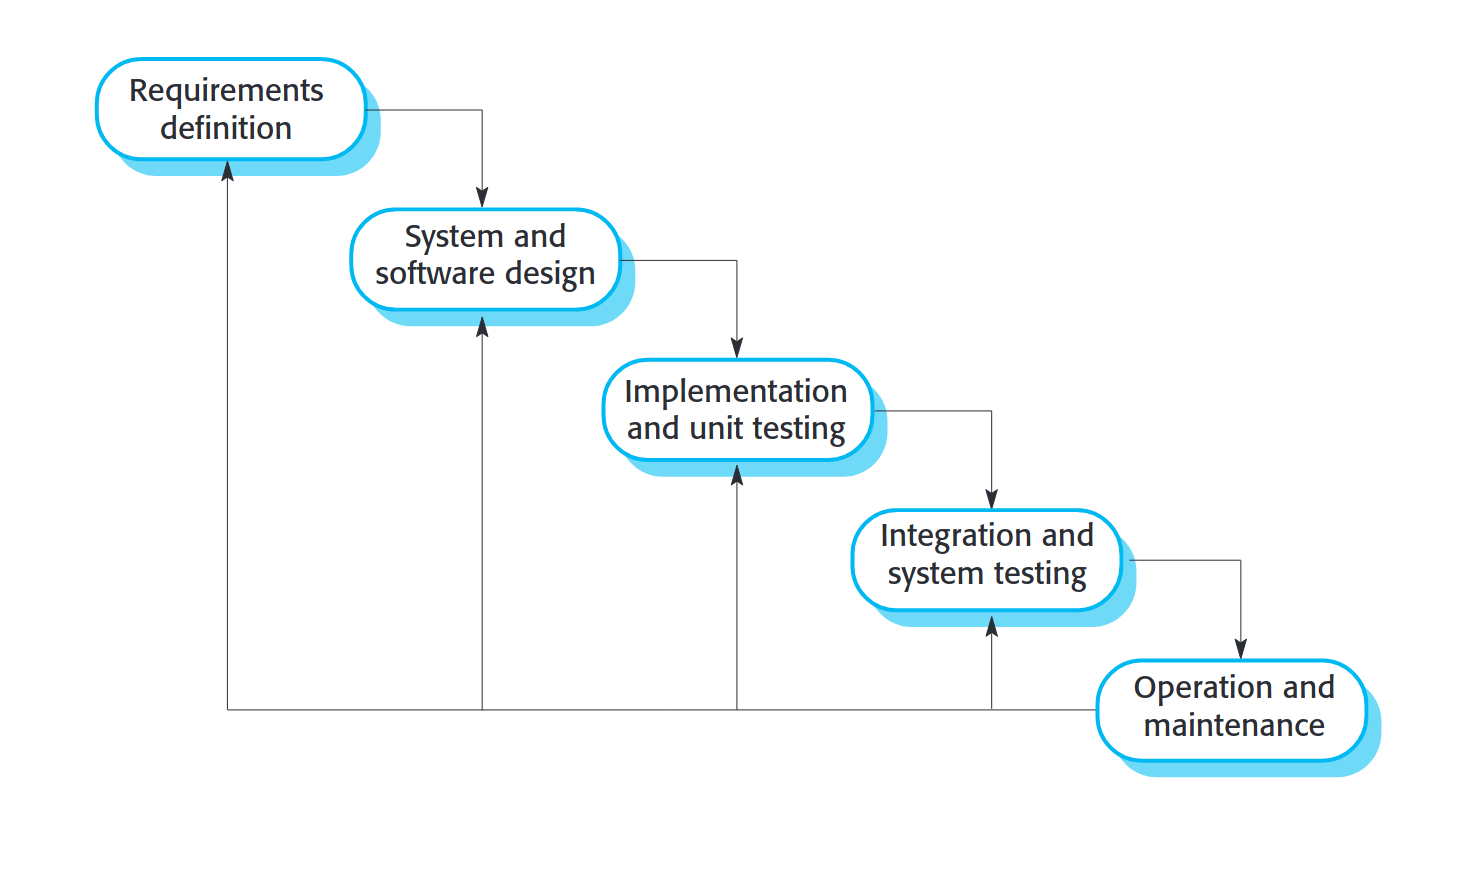 Requirements
definition
System and
software design
Implementation
and unit testing
Integration and
system testing
Operation and
maintenance